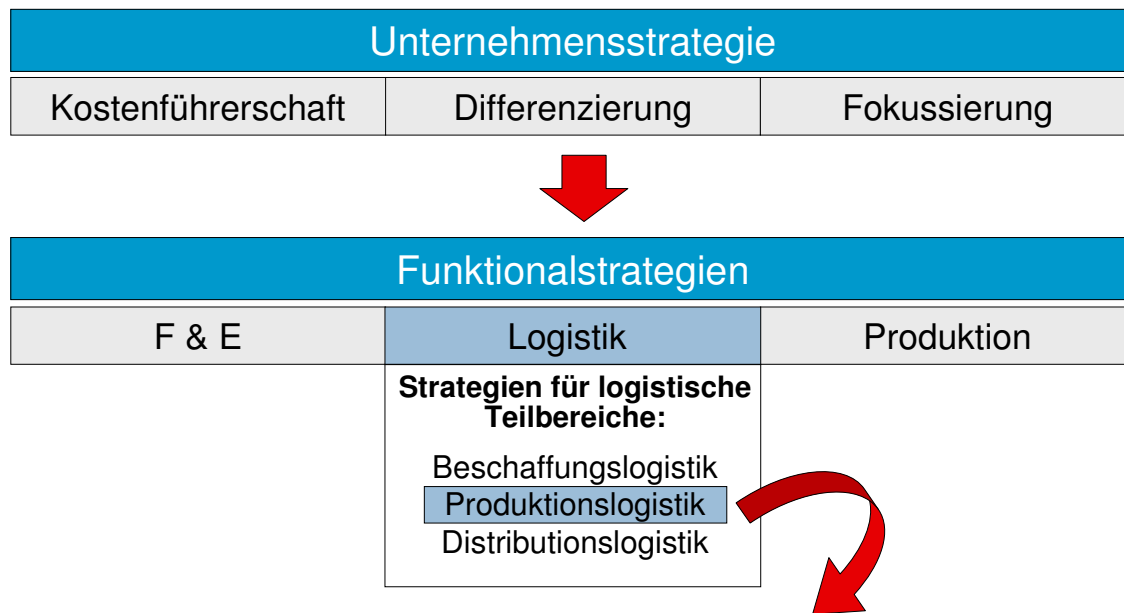 Unternehmensstrategie
Kostenführerschaft
Differenzierung
Fokussierung
Funktionalstrategien
F & E
Logistik
Produktion
Strategien für logistische
Teilbereiche:
Beschaffungslogistik
Produktionslogistik
Distributionslogistik